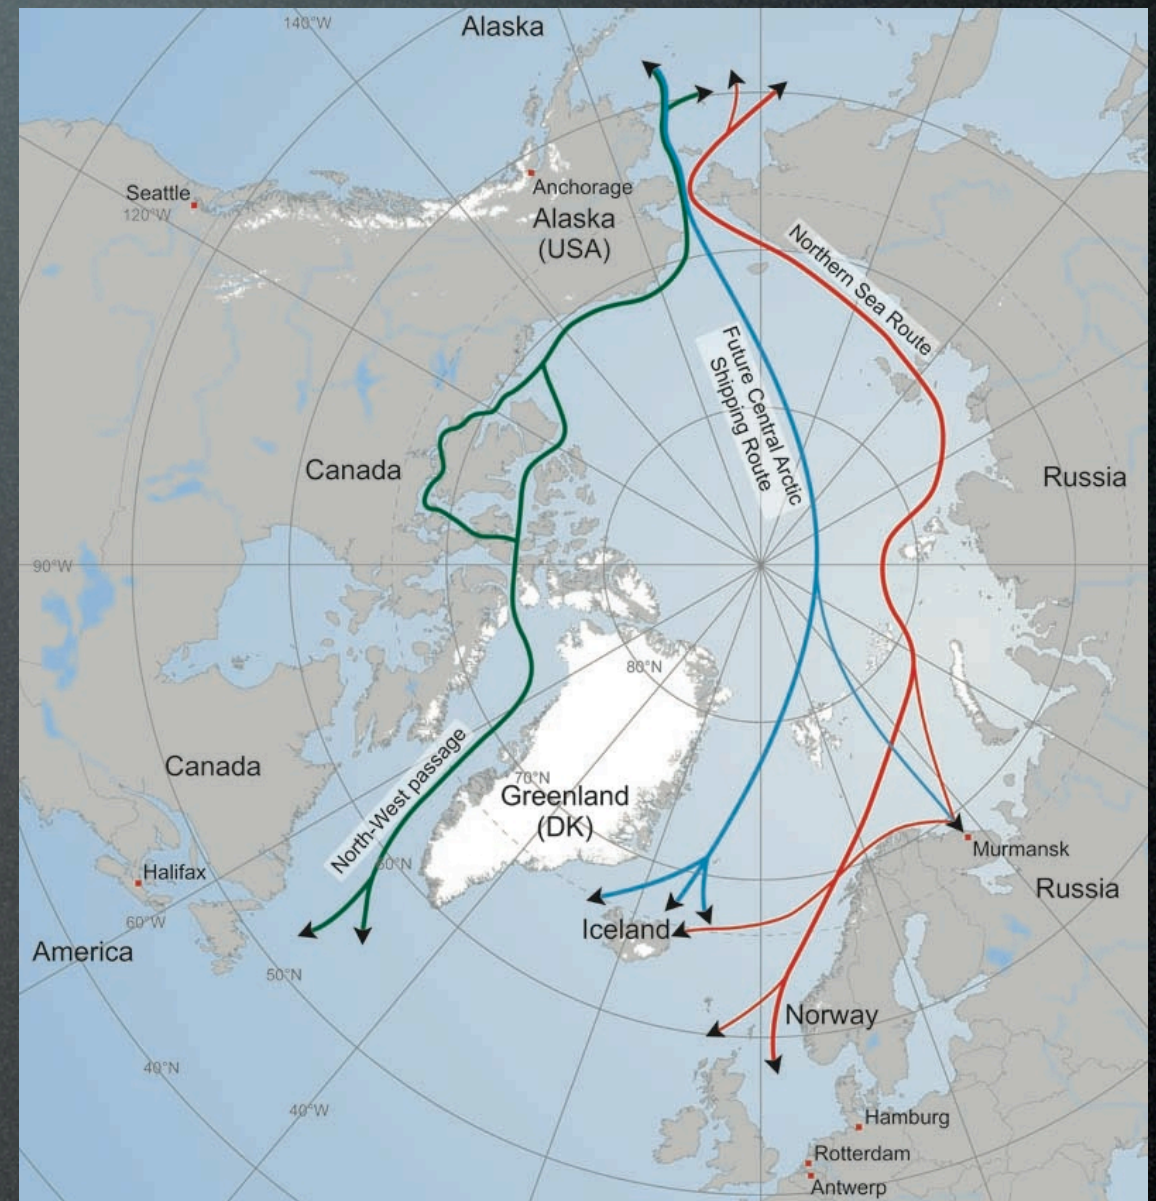 140°W
Alaska
Seattle
120°W
Anchorage
Alaska
(USA)
Northern Sea Route
Future Central Arctic
Shipping Route
Canada
Russia
90°W
80°N
North-West passage
Canada
70°N
Greenland
(DK)
60°N
Murmansk
Halifax
Russia
60°W
Iceland
America
50°N
Norway
40°N
40°W
Hamburg
Rotterdam
Antwerp